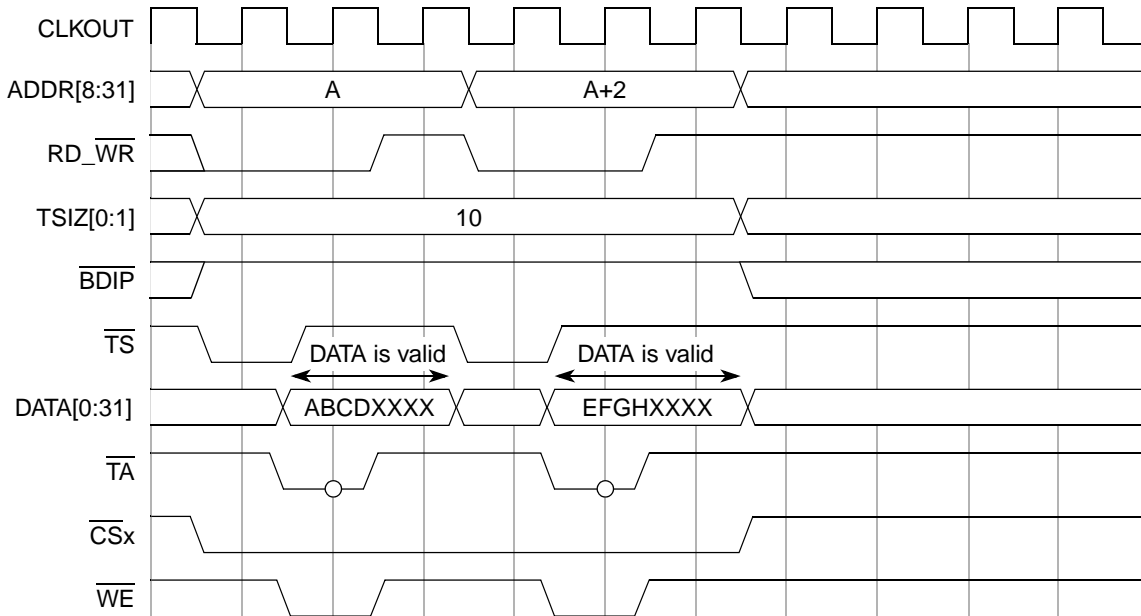 CLKOUT
ADDR[8:31] A A+2
RD_WR
TSIZ[0:1] 10
BDIP
TS
DATA is valid DATA is valid
DATA[0:31] ABCDXXXX EFGHXXXX
TA
CSx
WE